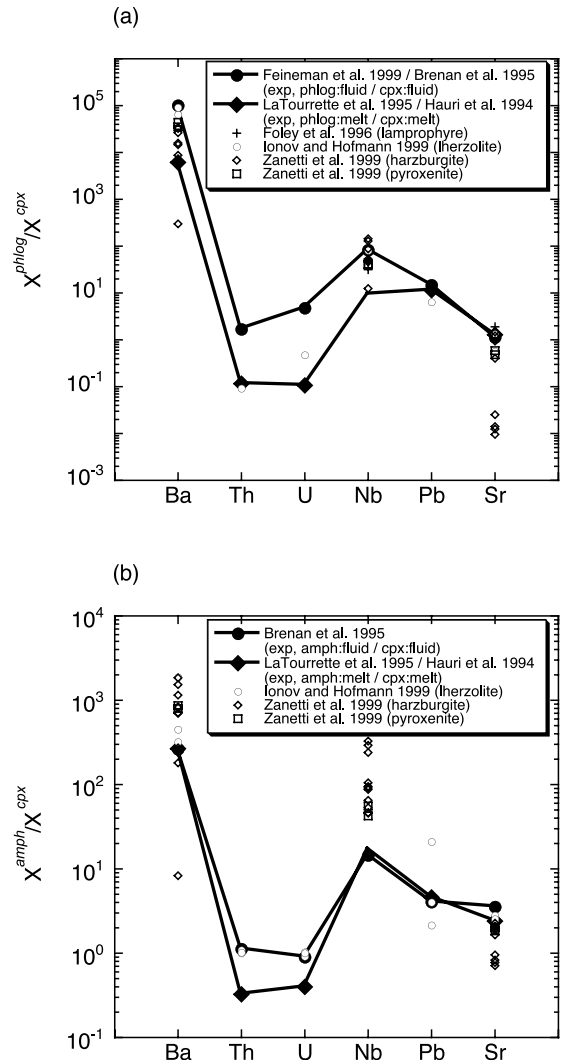 (a)
Feineman et al. 1999 / Brenan et al. 1995
(exp, phlog:fluid / cpx:fluid)
LaTourrette et al. 1995 / Hauri et al. 1994
(exp, phlog:melt / cpx:melt)
Foley et al. 1996 (lamprophyre)
Ionov and Hofmann 1999 (lherzolite)
Zanetti et al. 1999 (harzburgite)
Zanetti et al. 1999 (pyroxenite)
10^5
10^3
10^1
10^-1
10^-3
X^phlog/X^cpx
Ba Th U Nb Pb Sr
(b)
Brenan et al. 1995
(exp, amph:fluid / cpx:fluid)
LaTourrette et al. 1995 / Hauri et al. 1994
(exp, amph:melt / cpx:melt)
Ionov and Hofmann 1999 (lherzolite)
Zanetti et al. 1999 (harzburgite)
Zanetti et al. 1999 (pyroxenite)
10^4
10^3
10^2
10^1
10^0
10^-1
X^amph/X^cpx
Ba Th U Nb Pb Sr